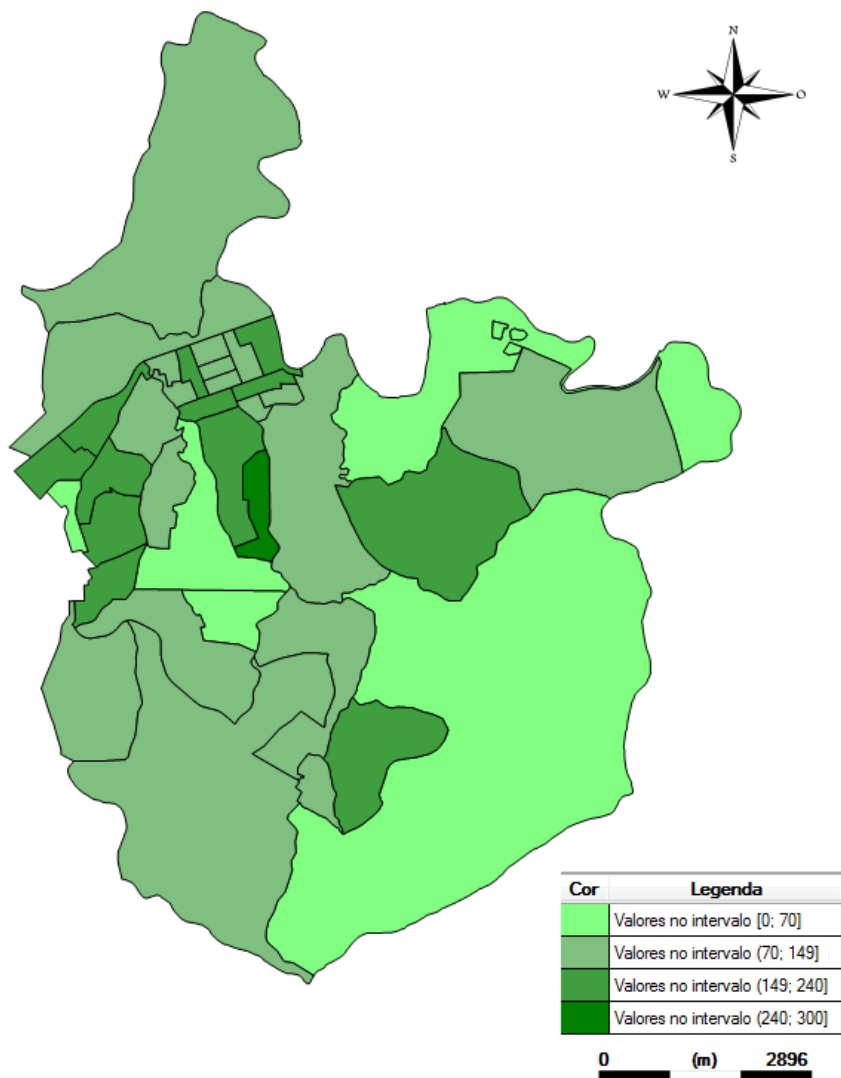 N
W O
S
Cor Legenda
Valores no intervalo [0; 70]
Valores no intervalo (70; 149]
Valores no intervalo (149; 240]
Valores no intervalo (240; 300]
0 (m) 2896